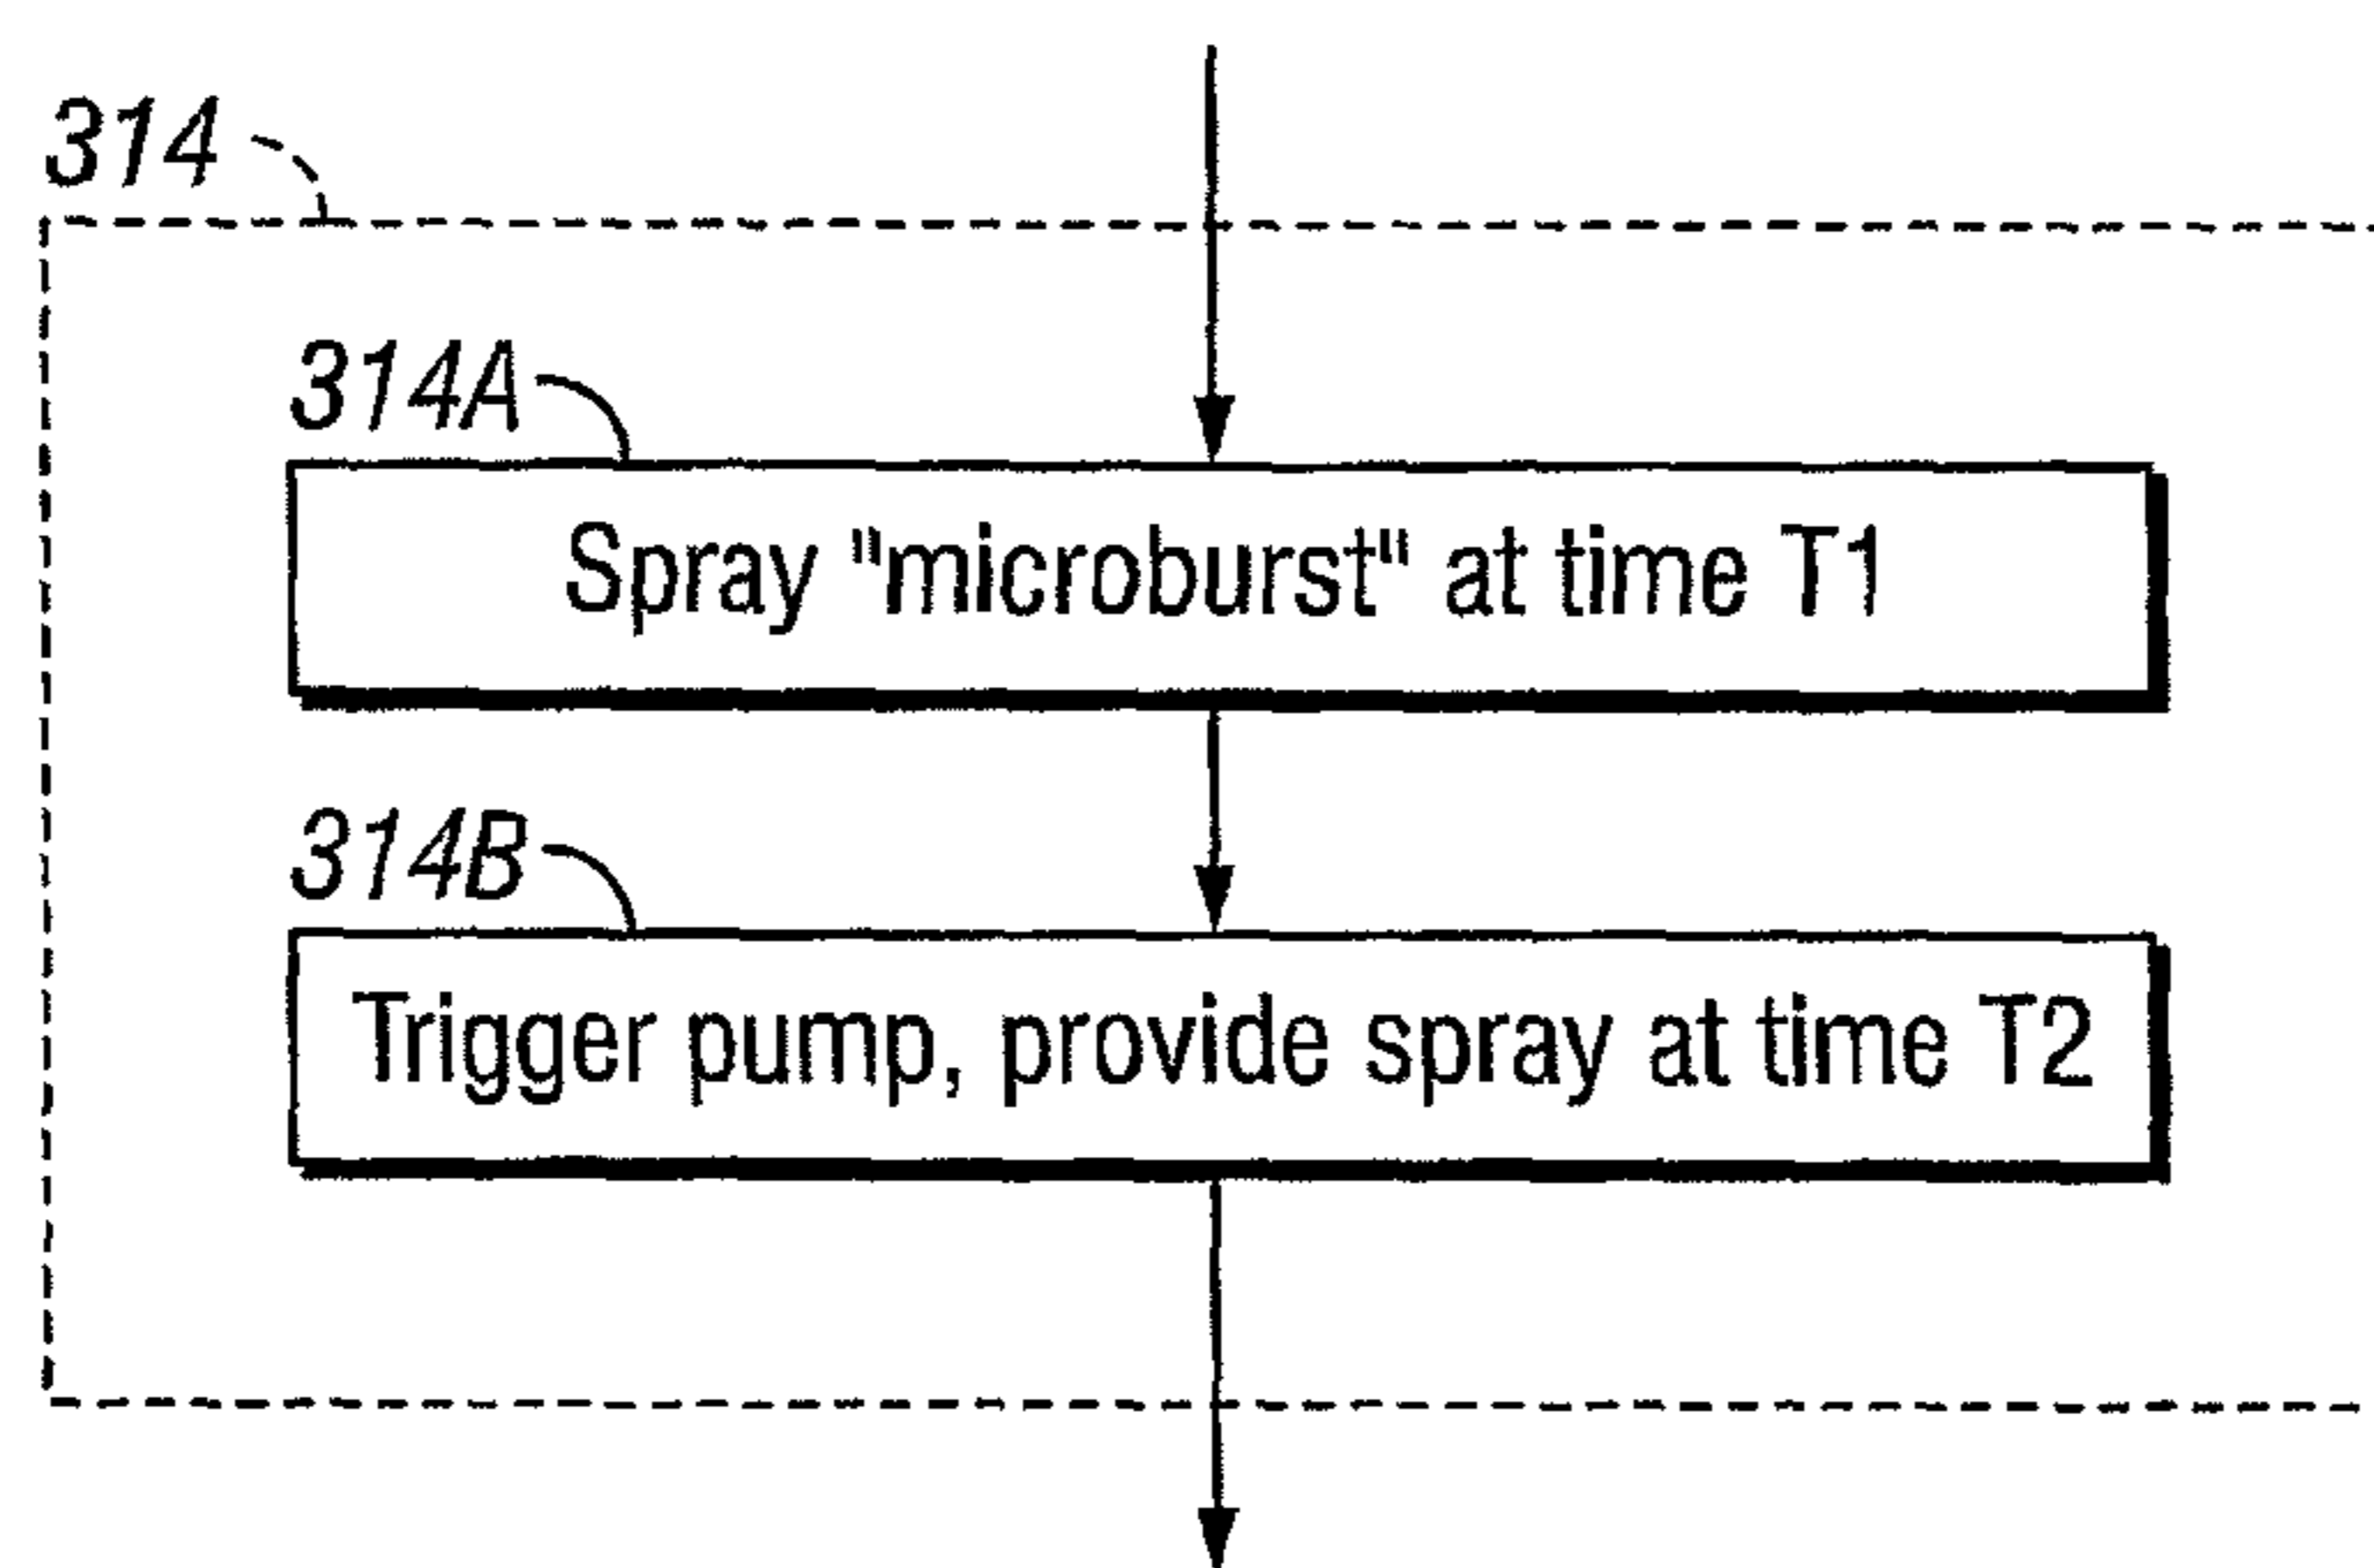 314
314A
Spray "microburst" at time T1
314B
Trigger pump, provide spray at time T2